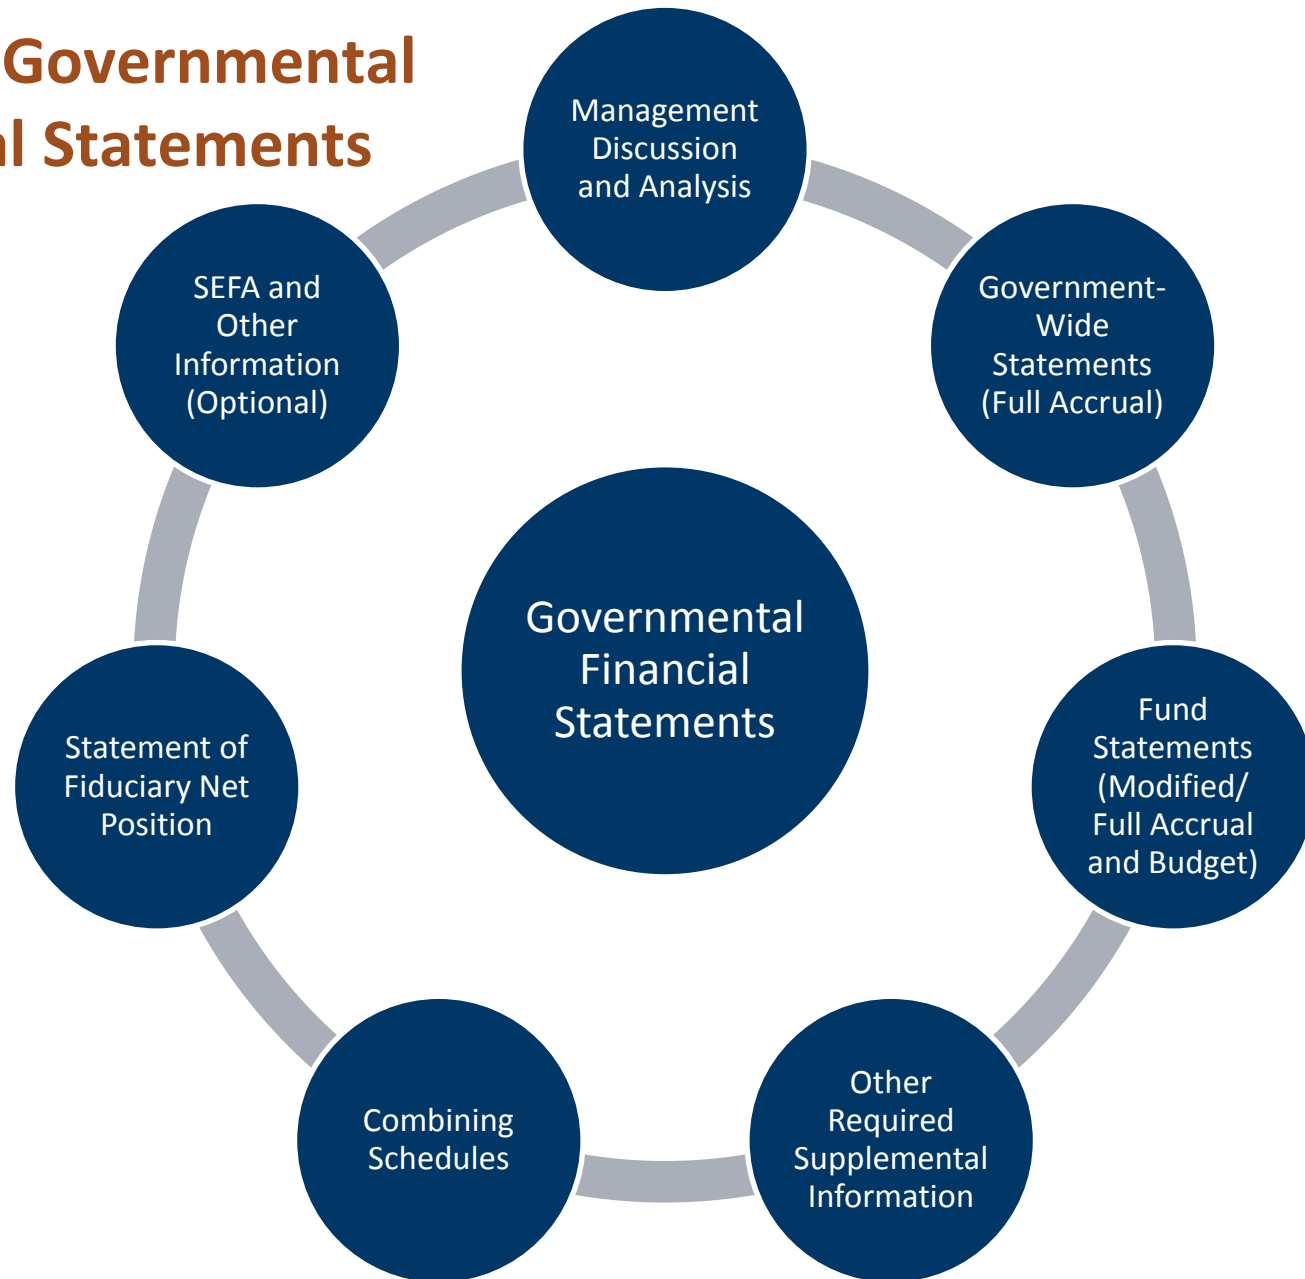 Governmental
al Statements
Management
Discussion
and Analysis
Government-
Wide
Statements
(Full Accrual)
Fund
Statements
(Modified/
Full Accrual
and Budget)
Other
Required
Supplemental
Information
Combining
Schedules
Statement of
Fiduciary Net
Position
SEFA and
Other
Information
(Optional)
Governmental
Financial
Statements